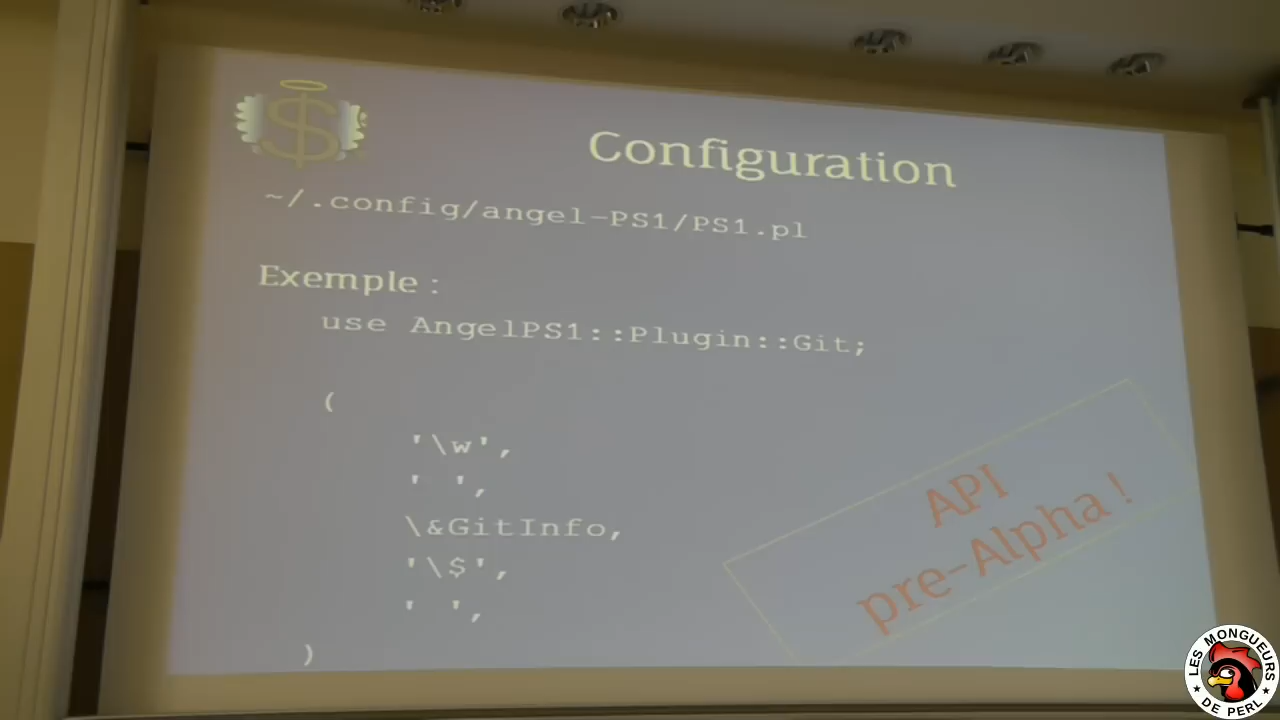 Configuration
~/.config/angel-PS1/PS1.pl
Exemple :
use AngelPS1::Plugin::Git;
(
'\w',
' ',
\&GitInfo,
'\$',
' ',
)
API
pre-Alpha !
LES MONGUEURS
DE PERL